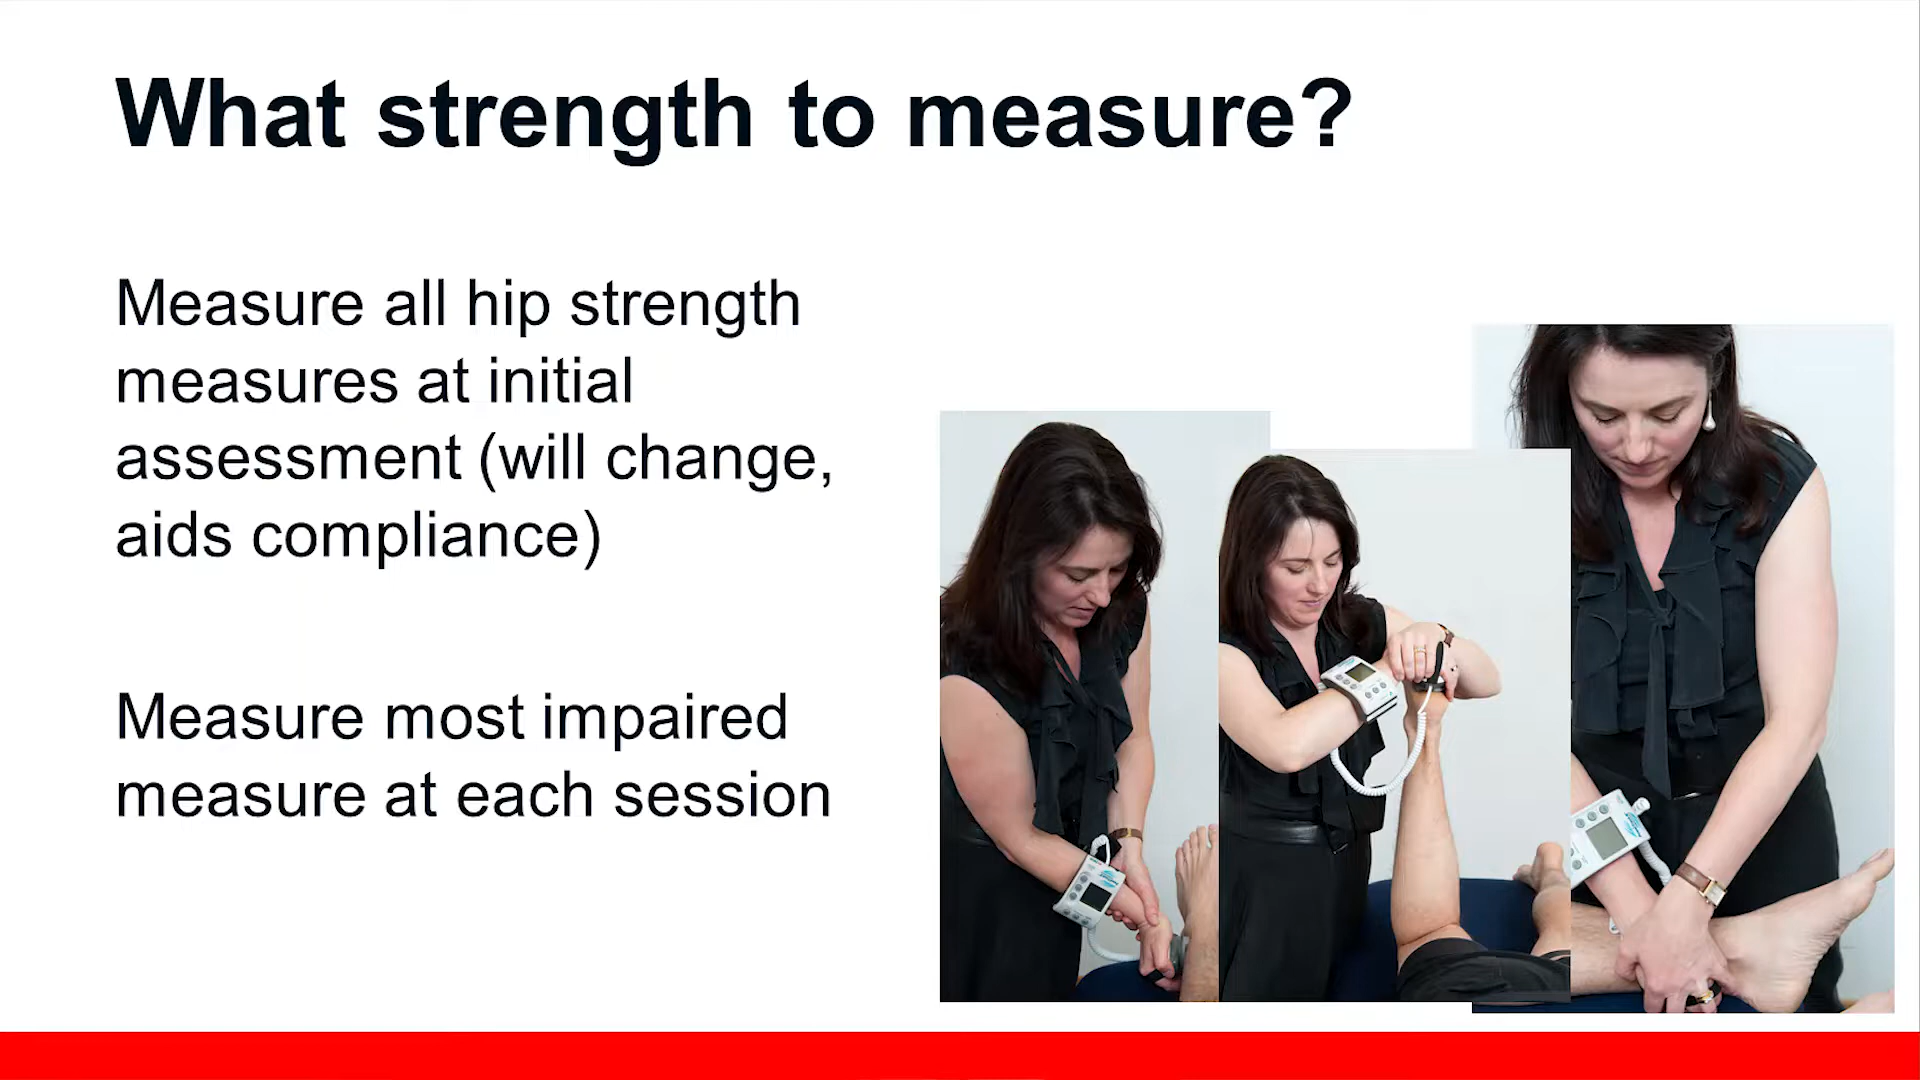 What strength to measure?
Measure all hip strength
measures at initial
assessment (will change,
aids compliance)
Measure most impaired
measure at each session